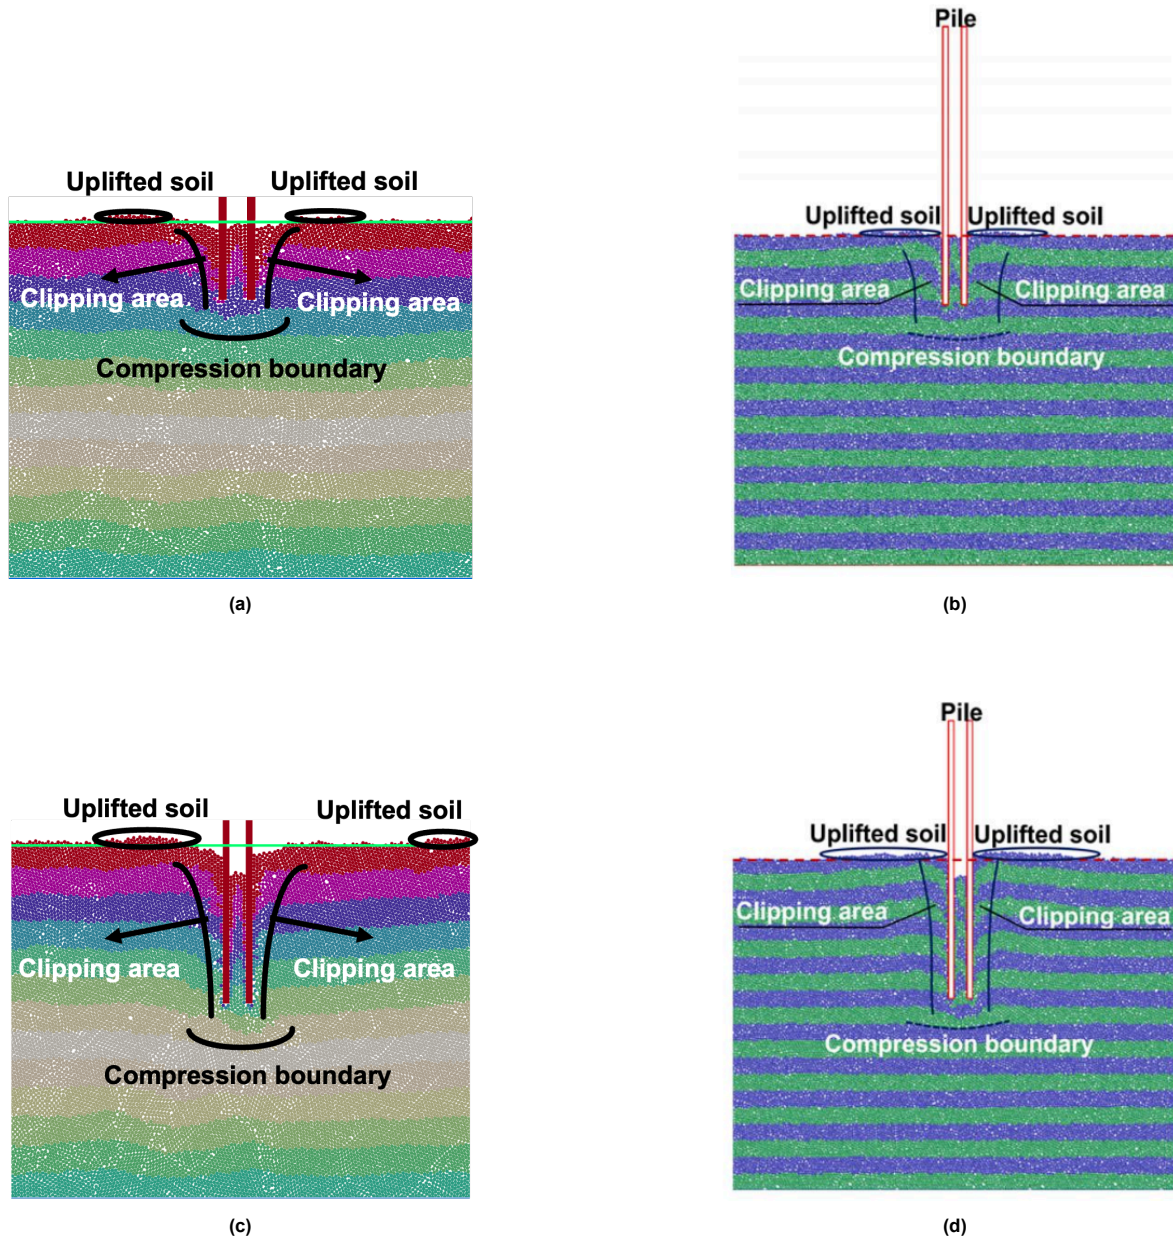 Uplifted soil
Uplifted soil
Clipping area
Clipping area
Compression boundary
(a)
Pile
Uplifted soil
Uplifted soil
Clipping area
Clipping area
Compression boundary
(b)
Uplifted soil
Uplifted soil
Clipping area
Clipping area
Compression boundary
(c)
Pile
Uplifted soil
Uplifted soil
Clipping area
Clipping area
Compression boundary
(d)